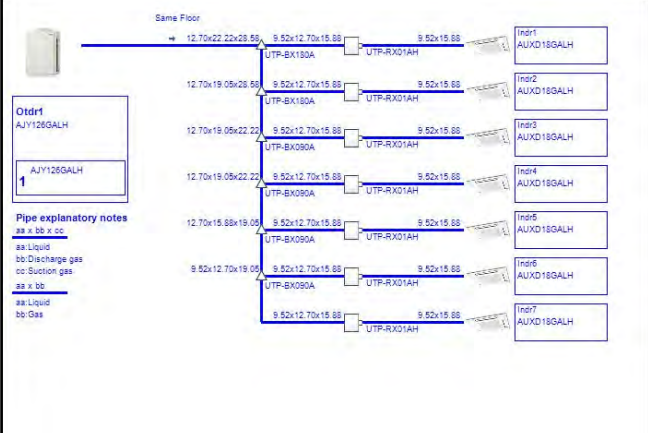 Same Floor
⇒ 12.70x22.22x28.58 9.52x12.70x15.88 9.52x15.88
UTP-BX180A UTP-RX01AH
Indr1
AUXD18GALH
12.70x19.05x28.58 9.52x12.70x15.88 9.52x15.88
UTP-BX180A UTP-RX01AH
Indr2
AUXD18GALH
Otdr1
AJY126GALH
12.70x19.05x22.22 9.52x12.70x15.88 9.52x15.88
UTP-BX090A UTP-RX01AH
Indr3
AUXD18GALH
AJY126GALH
1
12.70x19.05x22.22 9.52x12.70x15.88 9.52x15.88
UTP-BX090A UTP-RX01AH
Indr4
AUXD18GALH
Pipe explanatory notes
aa x bb x cc
aa:Liquid
bb:Discharge gas
cc:Suction gas
aa x bb
aa:Liquid
bb:Gas
12.70x15.88x19.05 9.52x12.70x15.88 9.52x15.88
UTP-BX090A UTP-RX01AH
Indr5
AUXD18GALH
9.52x12.70x19.05 9.52x12.70x15.88 9.52x15.88
UTP-BX090A UTP-RX01AH
Indr6
AUXD18GALH
9.52x12.70x15.88 9.52x15.88
UTP-RX01AH
Indr7
AUXD18GALH